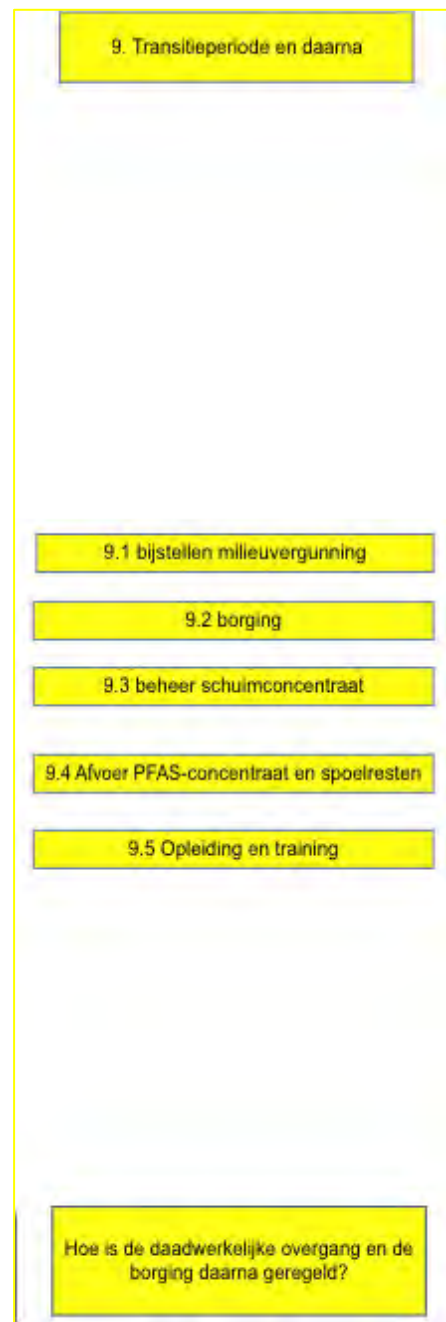 9. Transitieperiode en daarna
9.1 bijstellen milieuvergunning
9.2 borging
9.3 beheer schuimconcentraat
9.4 Afvoer PFAS-concentraat en spoelresten
9.5 Opleiding en training
Hoe is de daadwerkelijke overgang en de
borging daarna geregeld?